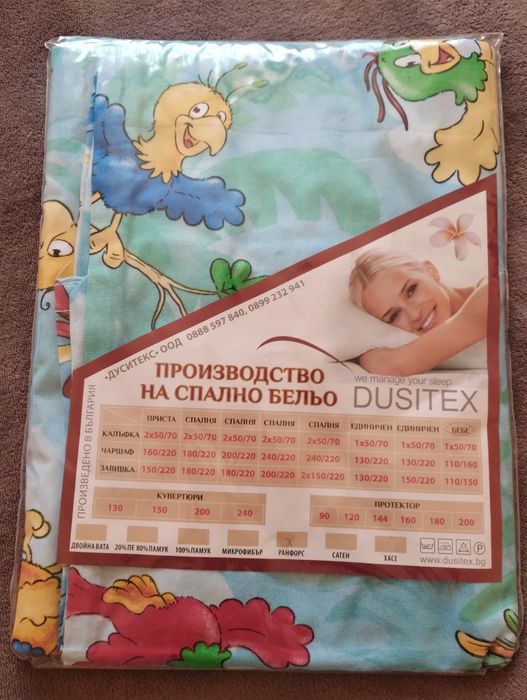 •ДУСИТЕКС• ООД 0888 597 840, 0899 232 941
ПРОИЗВЕДЕНО В БЪЛГАРИЯ
ПРОИЗВОДСТВО
НА СПАЛНО БЕЛЬО
we manage your sleep
DUSITEX
ПРИСТА СПАЛНЯ СПАЛНЯ СПАЛНЯ СПАЛНЯ ЕДИНИЧЕН ЕДИНИЧЕН БЕБЕ
КАЛЪФКА 2x50/70 2x50/70 2x50/70 2x50/70 2x50/70 1x50/70 1x50/70 1x50/70
ЧАРШАФ 160/220 180/220 200/220 240/220 240/220 130/220 130/220 110/160
ЗАВИВКА 150/220 180/220 180/220 200/220 2x150/220 130/220 150/220 110/150
КУВЕРТЮРИ
130 150 200 240
ПРОТЕКТОР
90 120 144 160 180 200
ДВОЙНА ВАТА 20% ПЕ 80% ПАМУК 100% ПАМУК МИКРОФИБЪР РАНФОРС САТЕН ХАСЕ
www.dusitex.bg